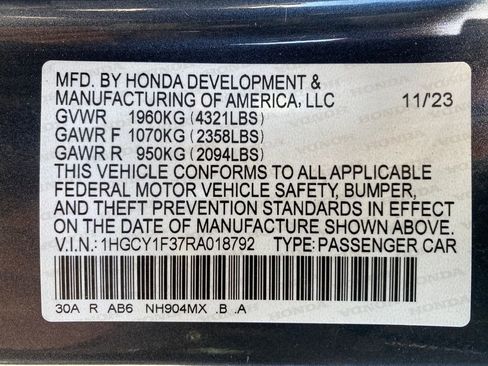 MFD. BY HONDA DEVELOPMENT &
MANUFACTURING OF AMERICA, LLC 11/'23
GVWR 1960KG (4321LBS)
GAWR F 1070KG (2358LBS)
GAWR R 950KG (2094LBS)
THIS VEHICLE CONFORMS TO ALL APPLICABLE
FEDERAL MOTOR VEHICLE SAFETY, BUMPER,
AND THEFT PREVENTION STANDARDS IN EFFECT
ON THE DATE OF MANUFACTURE SHOWN ABOVE.
V.I.N.: 1HGCY1F37RA018792 TYPE: PASSENGER CAR
30A R AB6 NH904MX .B .A